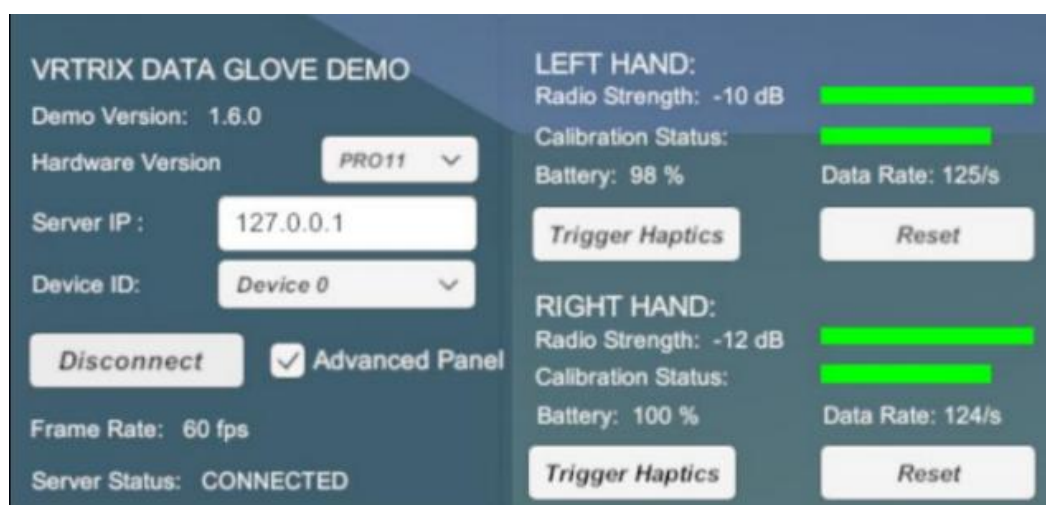 VRTRIX DATA GLOVE DEMO
Demo Version: 1.6.0
Hardware Version PRO11
Server IP : 127.0.0.1
Device ID: Device 0
Disconnect Advanced Panel
Frame Rate: 60 fps
Server Status: CONNECTED
LEFT HAND:
Radio Strength: -10 dB
Calibration Status:
Battery: 98 % Data Rate: 125/s
Trigger Haptics Reset
RIGHT HAND:
Radio Strength: -12 dB
Calibration Status:
Battery: 100 % Data Rate: 124/s
Trigger Haptics Reset